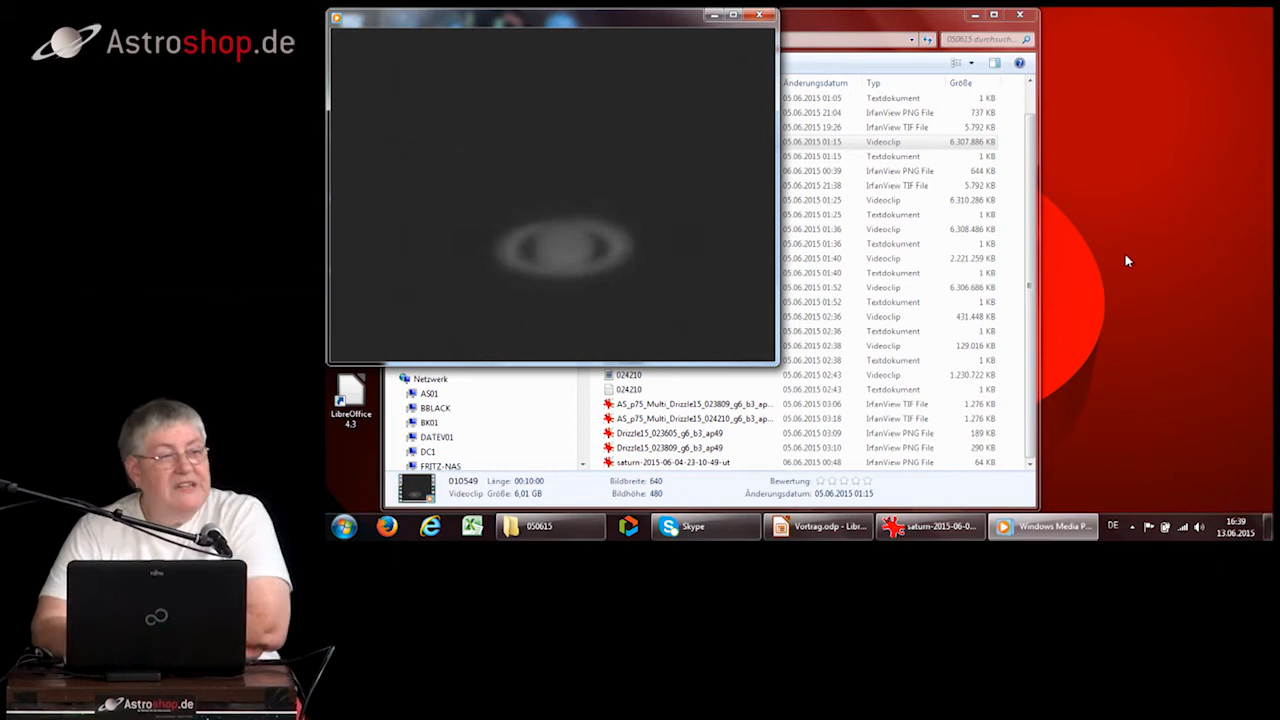 Astroshop.de
050615 durchsuch...
Änderungsdatum Typ Größe
05.06.2015 01:05 Textdokument 1 KB
05.06.2015 21:04 IrfanView PNG File 737 KB
05.06.2015 19:26 IrfanView TIF File 5.792 KB
05.06.2015 01:15 Videoclip 6.307.886 KB
05.06.2015 01:15 Textdokument 1 KB
06.06.2015 00:39 IrfanView PNG File 644 KB
05.06.2015 21:38 IrfanView TIF File 5.792 KB
05.06.2015 01:25 Videoclip 6.310.286 KB
05.06.2015 01:25 Textdokument 1 KB
05.06.2015 01:36 Videoclip 6.308.486 KB
05.06.2015 01:36 Textdokument 1 KB
05.06.2015 01:40 Videoclip 2.221.259 KB
05.06.2015 01:40 Textdokument 1 KB
05.06.2015 01:52 Videoclip 6.306.686 KB
05.06.2015 01:52 Textdokument 1 KB
05.06.2015 02:36 Videoclip 431.448 KB
05.06.2015 02:36 Textdokument 1 KB
05.06.2015 02:38 Videoclip 129.016 KB
05.06.2015 02:38 Textdokument 1 KB
024210 05.06.2015 02:43 Videoclip 1.230.722 KB
024210 05.06.2015 02:43 Textdokument 1 KB
AS_p75_Multi_Drizzle15_023809_g6_b3_ap... 05.06.2015 03:06 IrfanView TIF File 1.276 KB
AS_p75_Multi_Drizzle15_024210_g6_b3_ap... 05.06.2015 03:18 IrfanView TIF File 1.276 KB
Drizzle15_023605_g6_b3_ap49 05.06.2015 03:09 IrfanView PNG File 189 KB
Drizzle15_023809_g6_b3_ap49 05.06.2015 03:10 IrfanView PNG File 290 KB
saturn-2015-06-04-23-10-49-ut 06.06.2015 00:48 IrfanView PNG File 64 KB
Netzwerk
AS01
BBLACK
BK01
DATEV01
DC1
FRITZ-NAS
LibreOffice
4.3
010549 Länge: 00:10:00 Bildbreite: 640 Bewertung:
Videoclip Größe: 6,01 GB Bildhöhe: 480 Änderungsdatum: 05.06.2015 01:15
050615 Skype Vortrag.odp - Libr... saturn-2015-06-0... Windows Media P... DE
16:39
13.06.2015
FUJITSU
Astroshop.de